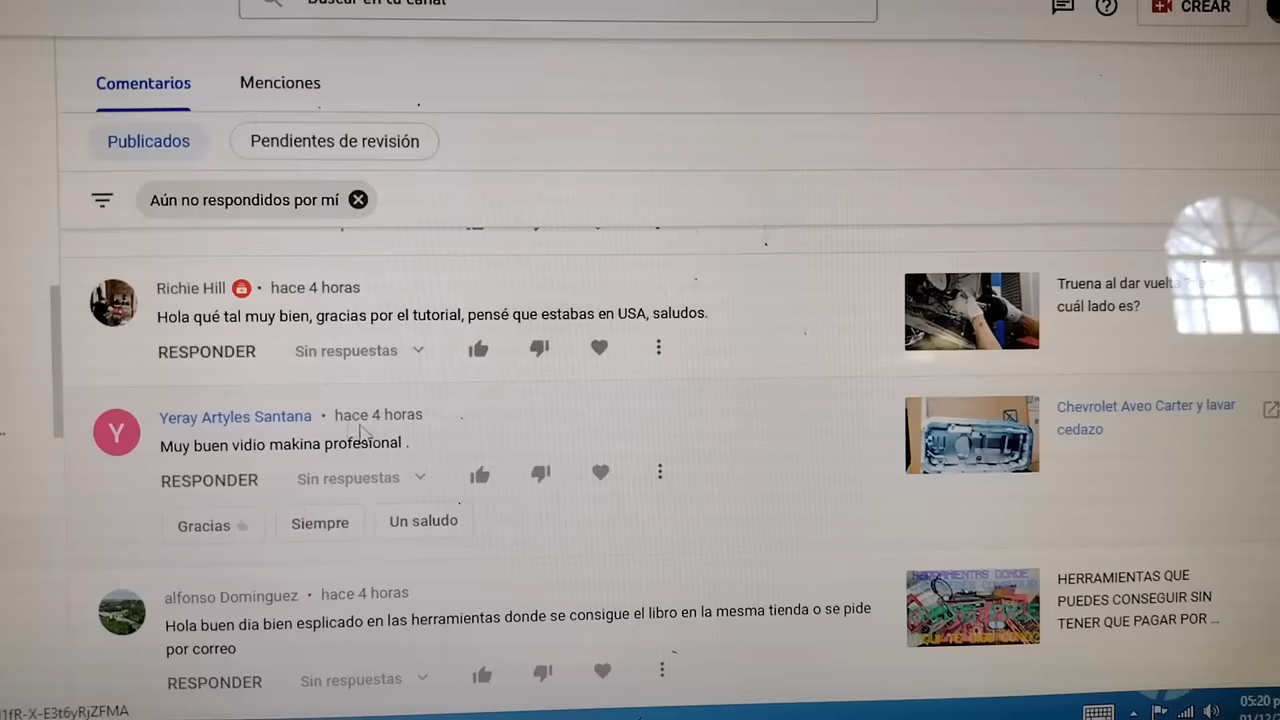 Buscar en tu canal
CREAR
Comentarios
Menciones
Publicados
Pendientes de revisión
Aún no respondidos por mí
Richie Hill · hace 4 horas
Hola qué tal muy bien, gracias por el tutorial, pensé que estabas en USA, saludos.
RESPONDER
Sin respuestas
Truena al dar vuelta
cuál lado es?
Y
Yeray Artyles Santana · hace 4 horas
Muy buen vidio makina profesional .
RESPONDER
Sin respuestas
Gracias
Siempre
Un saludo
Chevrolet Aveo Carter y lavar
cedazo
alfonso Dominguez · hace 4 horas
Hola buen dia bien esplicado en las herramientas donde se consigue el libro en la mesma tienda o se pide
por correo
RESPONDER
Sin respuestas
HERRAMIENTAS DONDE
HERRAMIENTAS QUE
PUEDES CONSEGUIR SIN
TENER QUE PAGAR POR ...
1fR-X-E3t6yRjZFMA
05:20 p